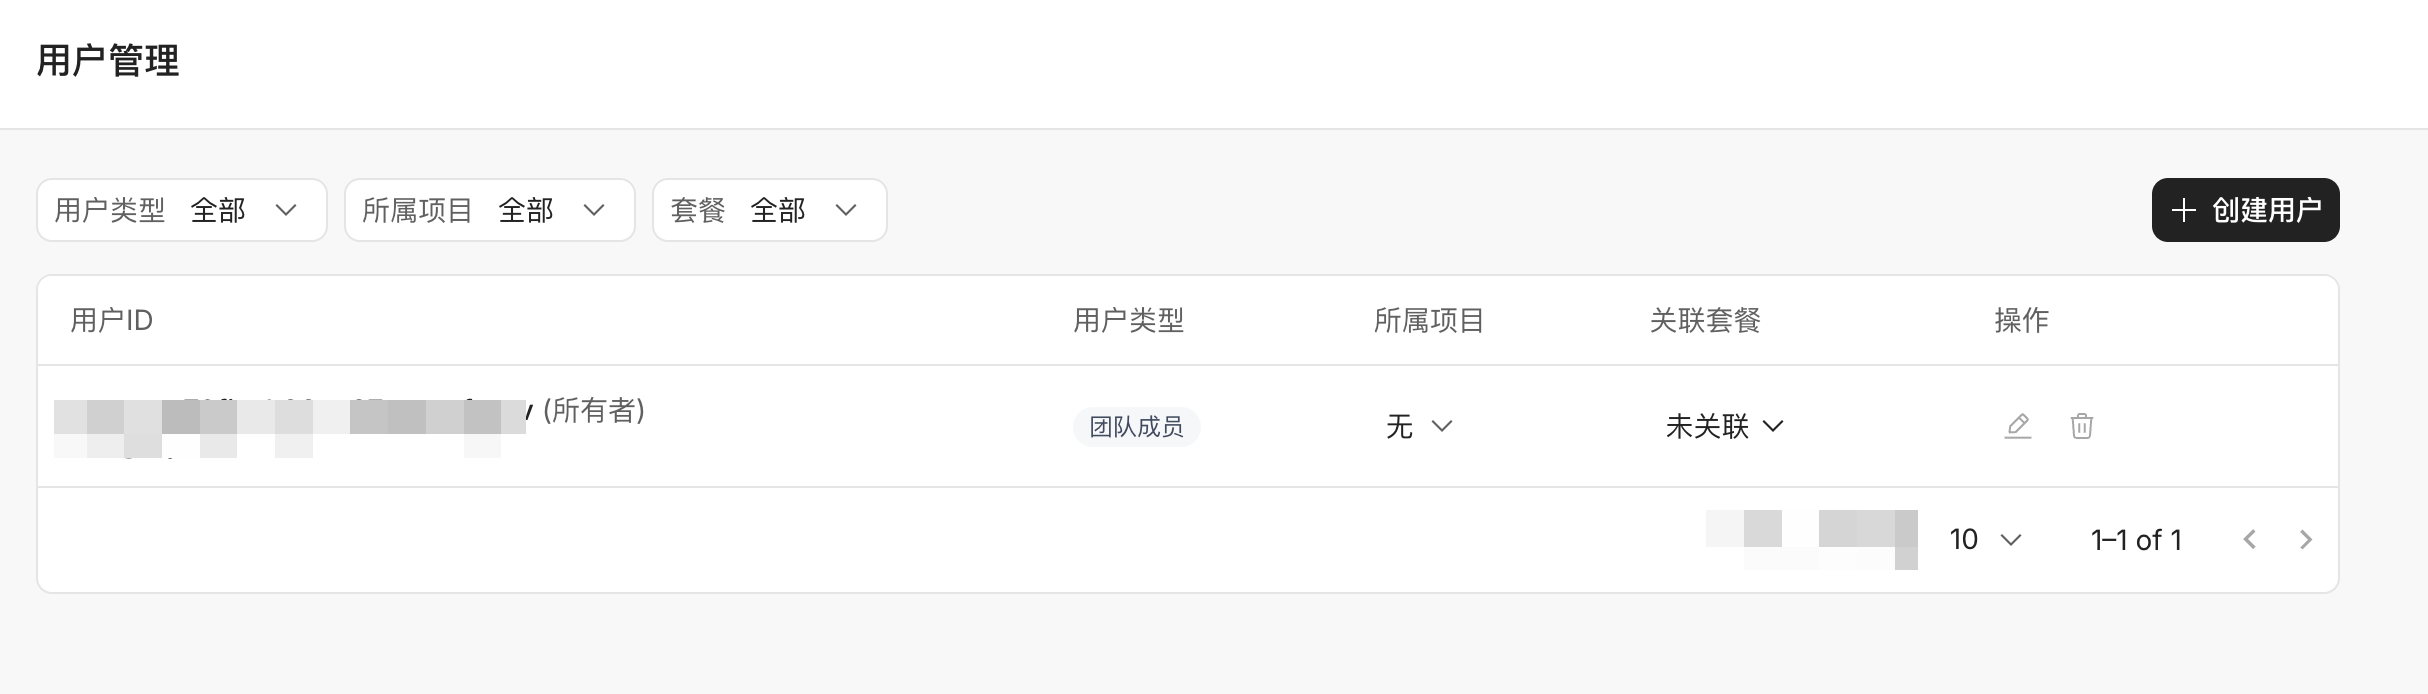 用户管理
用户类型 全部 所属项目 全部 套餐 全部 创建用户
用户ID 用户类型 所属项目 关联套餐 操作
(所有者) 团队成员 无 未关联
10 1–1 of 1